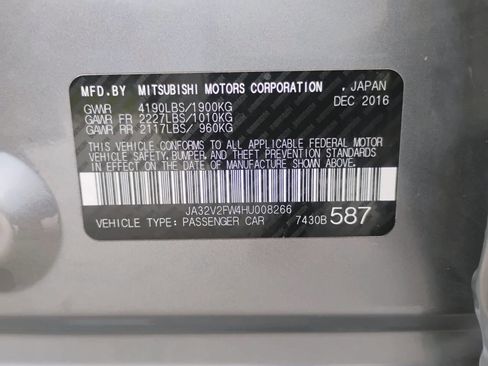 MFD.BY MITSUBISHI MOTORS CORPORATION , JAPAN
DEC 2016
GWVR 4190LBS/1900KG
GAWR FR 2227LBS/1010KG
GAWR RR 2117LBS/ 960KG
THIS VEHICLE CONFORMS TO ALL APPLICABLE FEDERAL MOTOR
VEHICLE SAFETY, BUMPER, AND THEFT PREVENTION STANDARDS
IN EFFECT ON THE DATE OF MANUFACTURE SHOWN ABOVE.
JA32V2FW4HU008266
VEHICLE TYPE: PASSENGER CAR 7430B 587